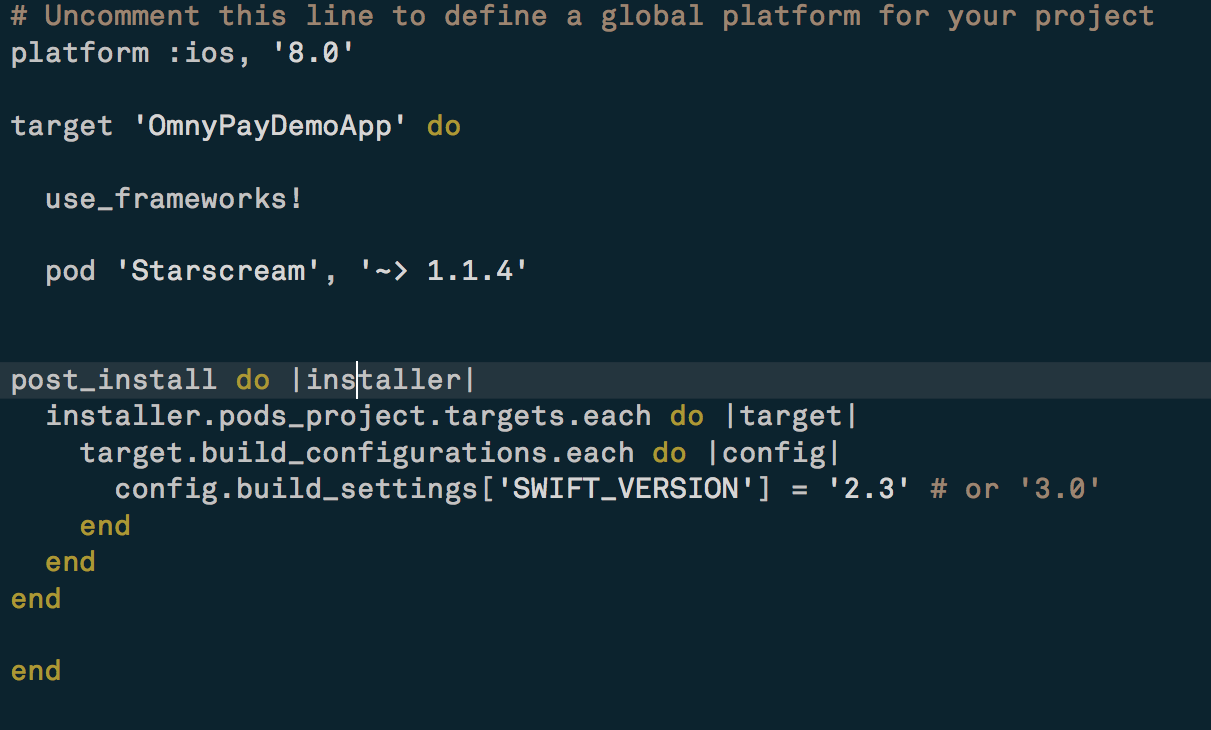 # Uncomment this line to define a global platform for your project
platform :ios, '8.0'
target 'OmnyPayDemoApp' do
use_frameworks!
pod 'Starscream', '~> 1.1.4'
post_install do |installer|
installer.pods_project.targets.each do |target|
target.build_configurations.each do |config|
config.build_settings['SWIFT_VERSION'] = '2.3' # or '3.0'
end
end
end
end